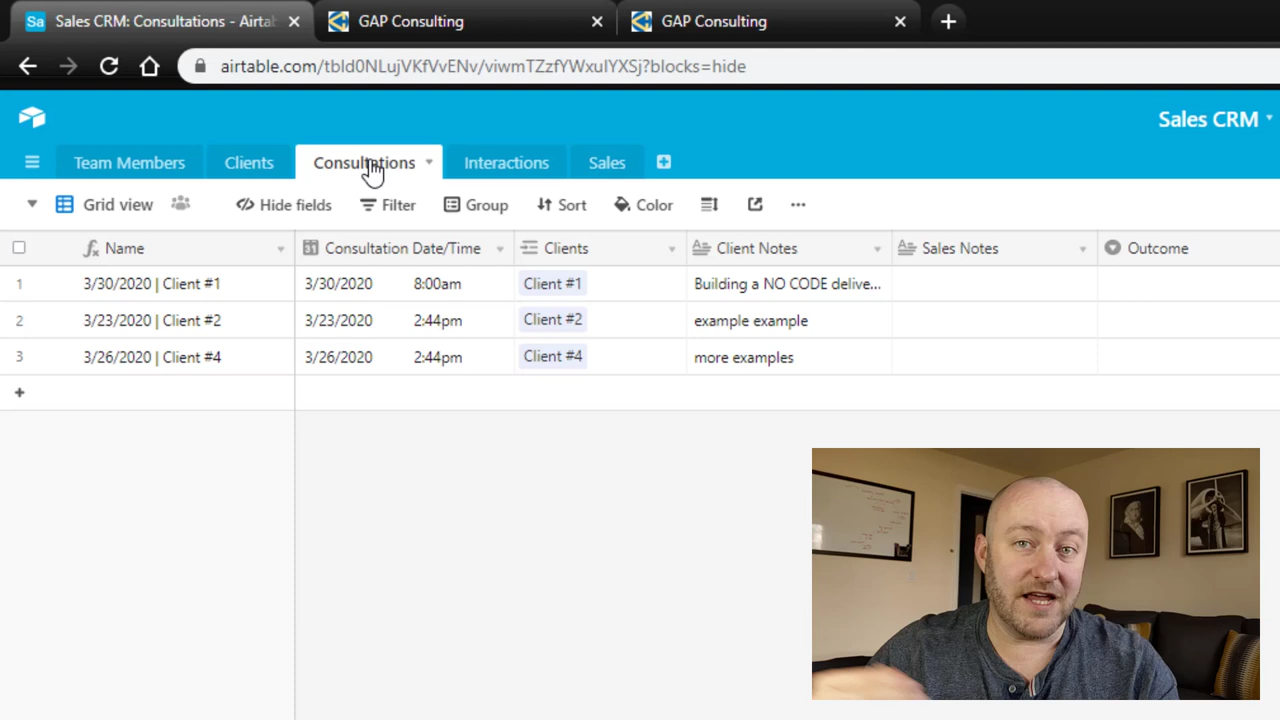 Sales CRM: Consultations - Airtab
GAP Consulting
GAP Consulting
airtable.com/tbld0NLujVKfVvENv/viwmTZzfYWxulYXSj?blocks=hide
Sales CRM
Team Members
Clients
Consultations
Interactions
Sales
Grid view
Hide fields
Filter
Group
Sort
Color
Name
Consultation Date/Time
Clients
Client Notes
Sales Notes
Outcome
1 3/30/2020 | Client #1 3/30/2020 8:00am Client #1 Building a NO CODE delive...
2 3/23/2020 | Client #2 3/23/2020 2:44pm Client #2 example example
3 3/26/2020 | Client #4 3/26/2020 2:44pm Client #4 more examples